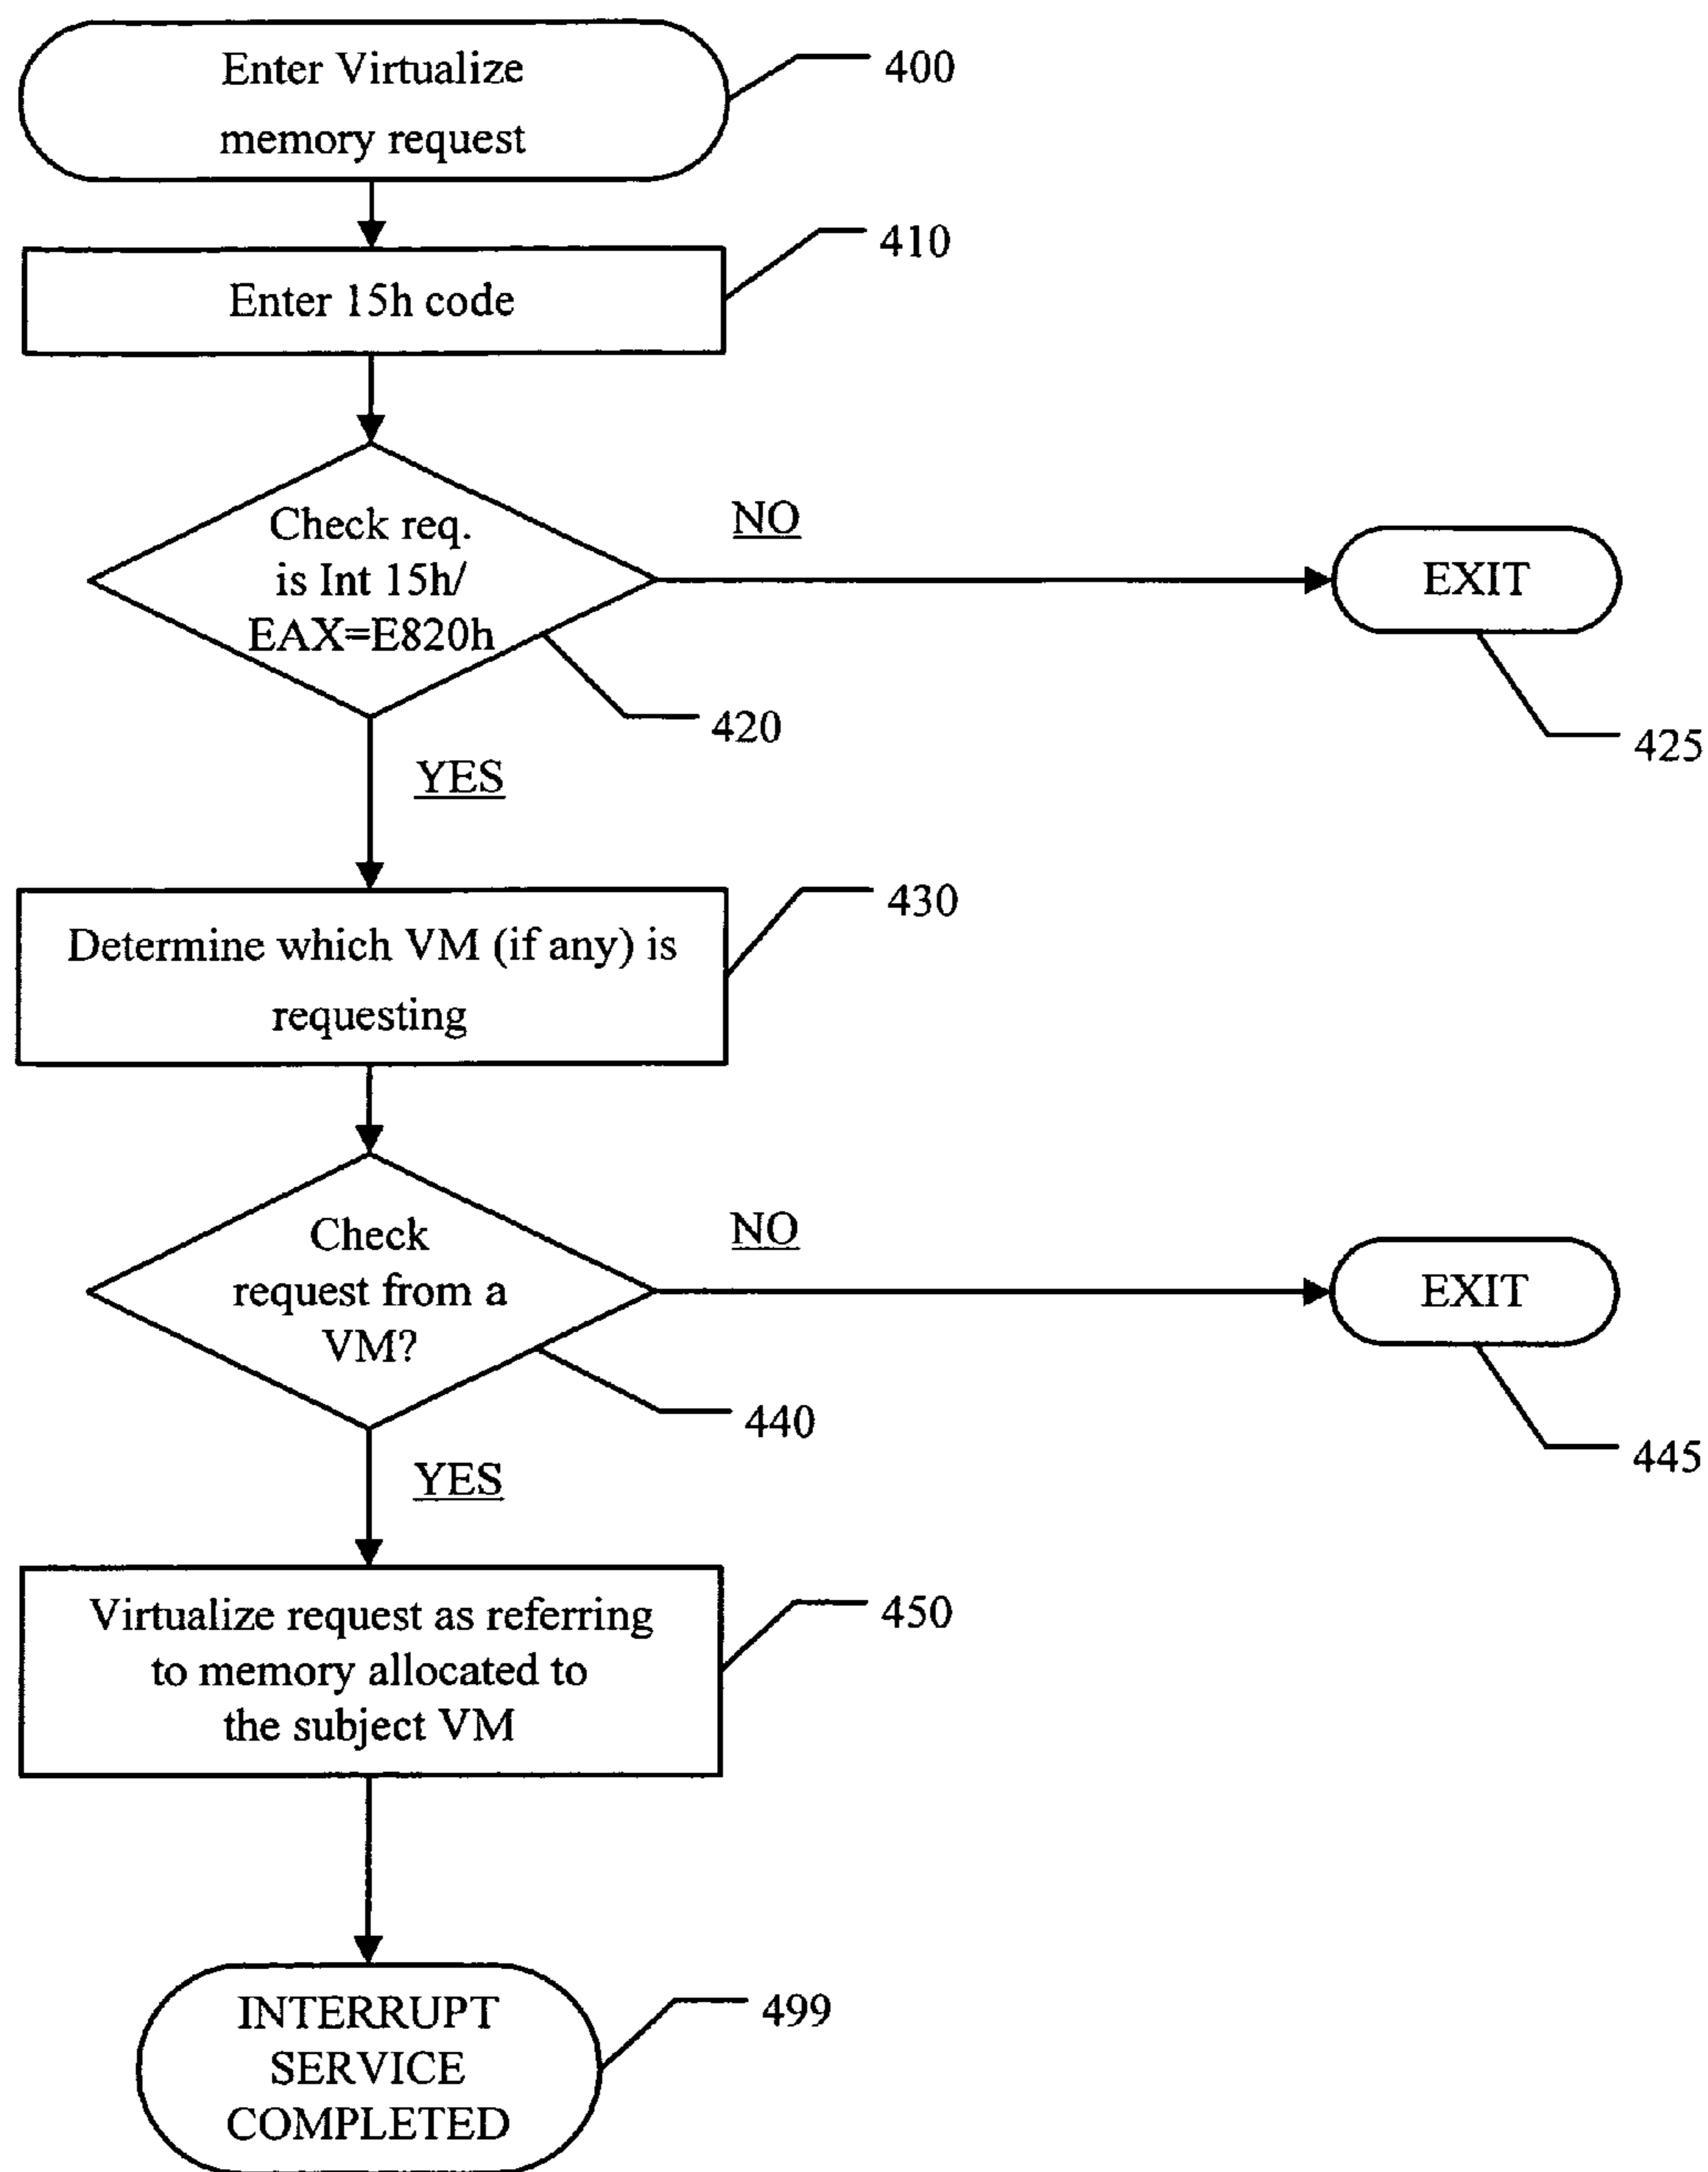 Enter Virtualize
memory request
400
Enter 15h code
410
Check req.
is Int 15h/
EAX=E820h
NO
EXIT
420
425
YES
Determine which VM (if any) is
requesting
430
Check
request from a
VM?
NO
EXIT
440
445
YES
Virtualize request as referring
to memory allocated to
the subject VM
450
INTERRUPT
SERVICE
COMPLETED
499